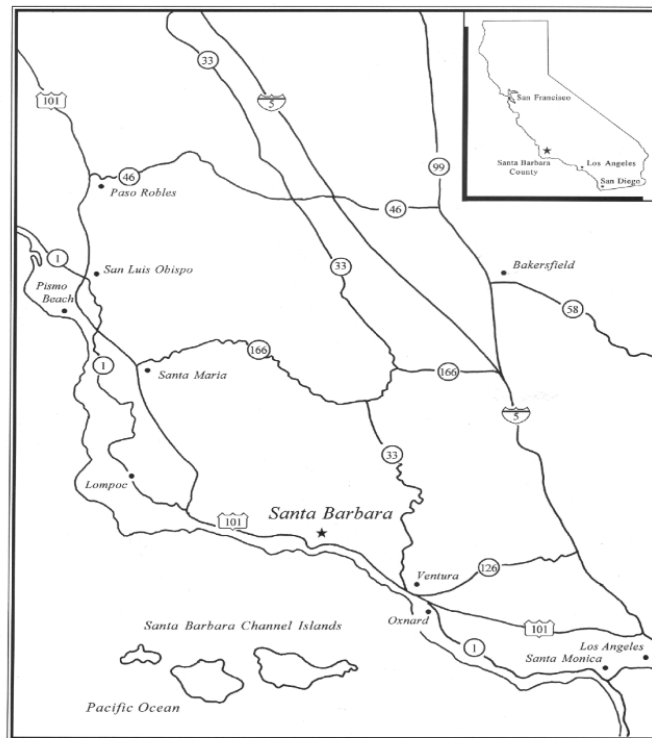 33
5
101
San Francisco
Santa Barbara
County
Los Angeles
San Diego
99
46
Paso Robles
46
1
San Luis Obispo
33
Bakersfield
Pismo
Beach
58
1
166
Santa Maria
166
5
33
Lompoc
101
Santa Barbara
126
Ventura
Oxnard
101
Santa Barbara Channel Islands
1
Los Angeles
Santa Monica
Pacific Ocean